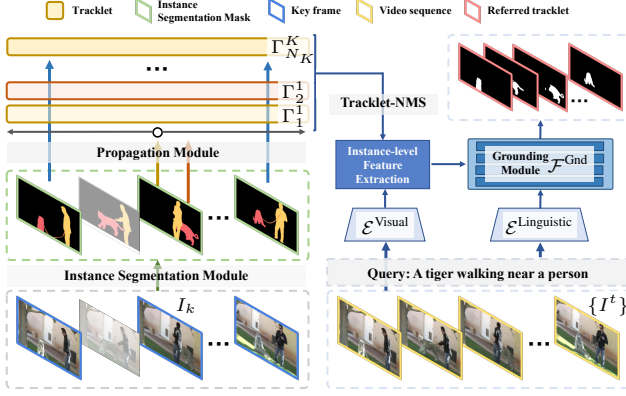 Tracklet
Instance
Segmentation Mask
Key frame
Video sequence
Referred tracklet
Γ^K_{N_K}
...
Γ^1_2
Γ^1_1
Tracklet-NMS
Propagation Module
Instance-level
Feature
Extraction
Grounding
Module F^Gnd
...
E^Visual
E^Linguistic
...
Instance Segmentation Module
Query: A tiger walking near a person
I_k
...
{I^t}
...